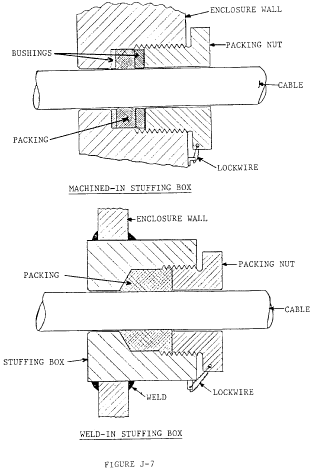 ENCLOSURE WALL
BUSHINGS
PACKING NUT
CABLE
PACKING
LOCKWIRE
MACHINED-IN STUFFING BOX
ENCLOSURE WALL
PACKING
PACKING NUT
CABLE
STUFFING BOX
LOCKWIRE
WELD
WELD-IN STUFFING BOX
FIGURE J-7